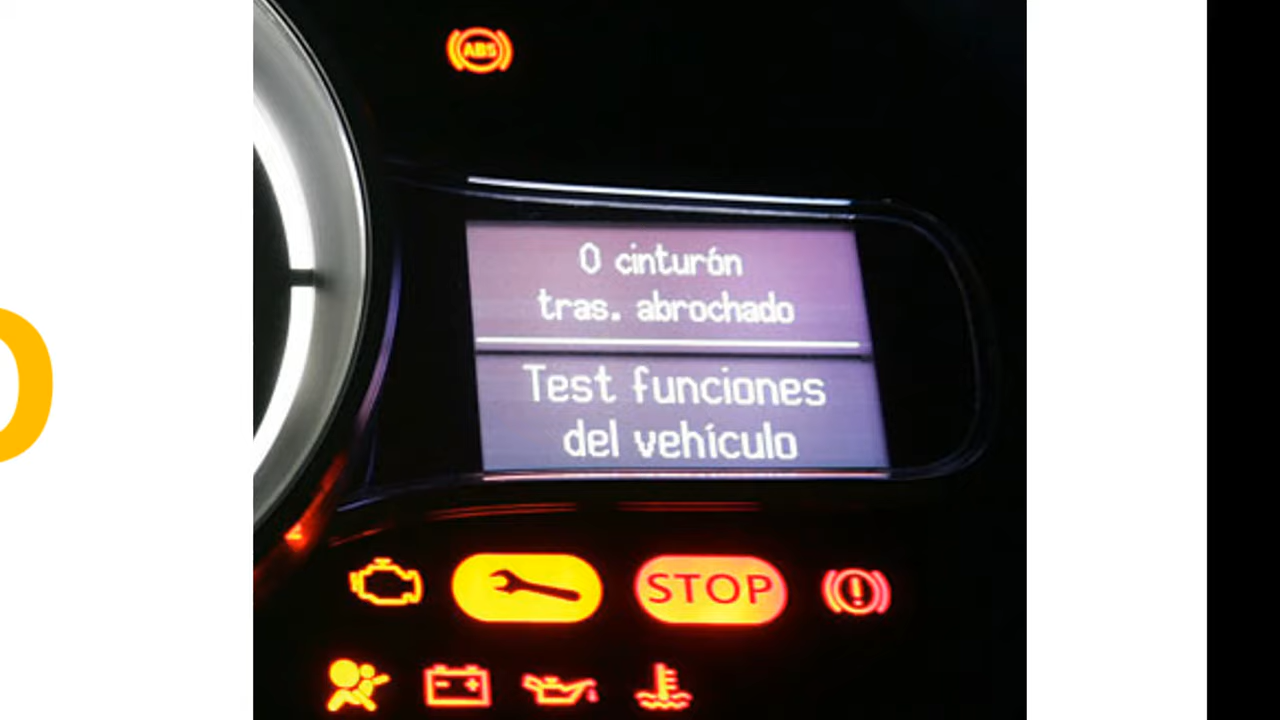 ABS
0 cinturón
tras. abrochado
Test funciones
del vehículo
STOP